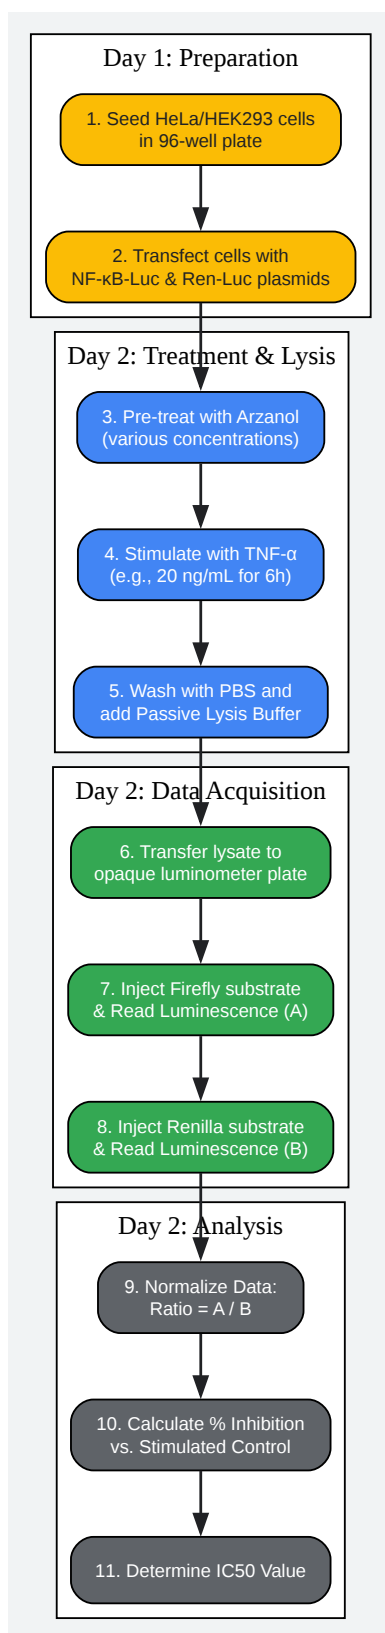 Day 1: Preparation
1. Seed HeLa/HEK293 cells
in 96-well plate
2. Transfect cells with
NF-κB-Luc & Ren-Luc plasmids
Day 2: Treatment & Lysis
3. Pre-treat with Arzanol
(various concentrations)
4. Stimulate with TNF-α
(e.g., 20 ng/mL for 6h)
5. Wash with PBS and
add Passive Lysis Buffer
Day 2: Data Acquisition
6. Transfer lysate to
opaque luminometer plate
7. Inject Firefly substrate
& Read Luminescence (A)
8. Inject Renilla substrate
& Read Luminescence (B)
Day 2: Analysis
9. Normalize Data:
Ratio = A / B
10. Calculate % Inhibition
vs. Stimulated Control
11. Determine IC50 Value